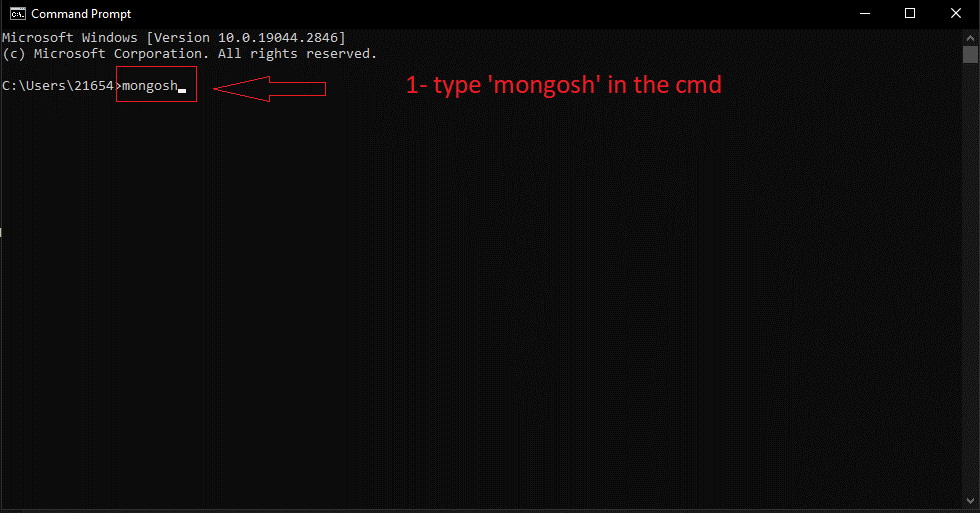 Command Prompt
Microsoft Windows [Version 10.0.19044.2846]
(c) Microsoft Corporation. All rights reserved.
C:\Users\21654>mongosh
1- type 'mongosh' in the cmd